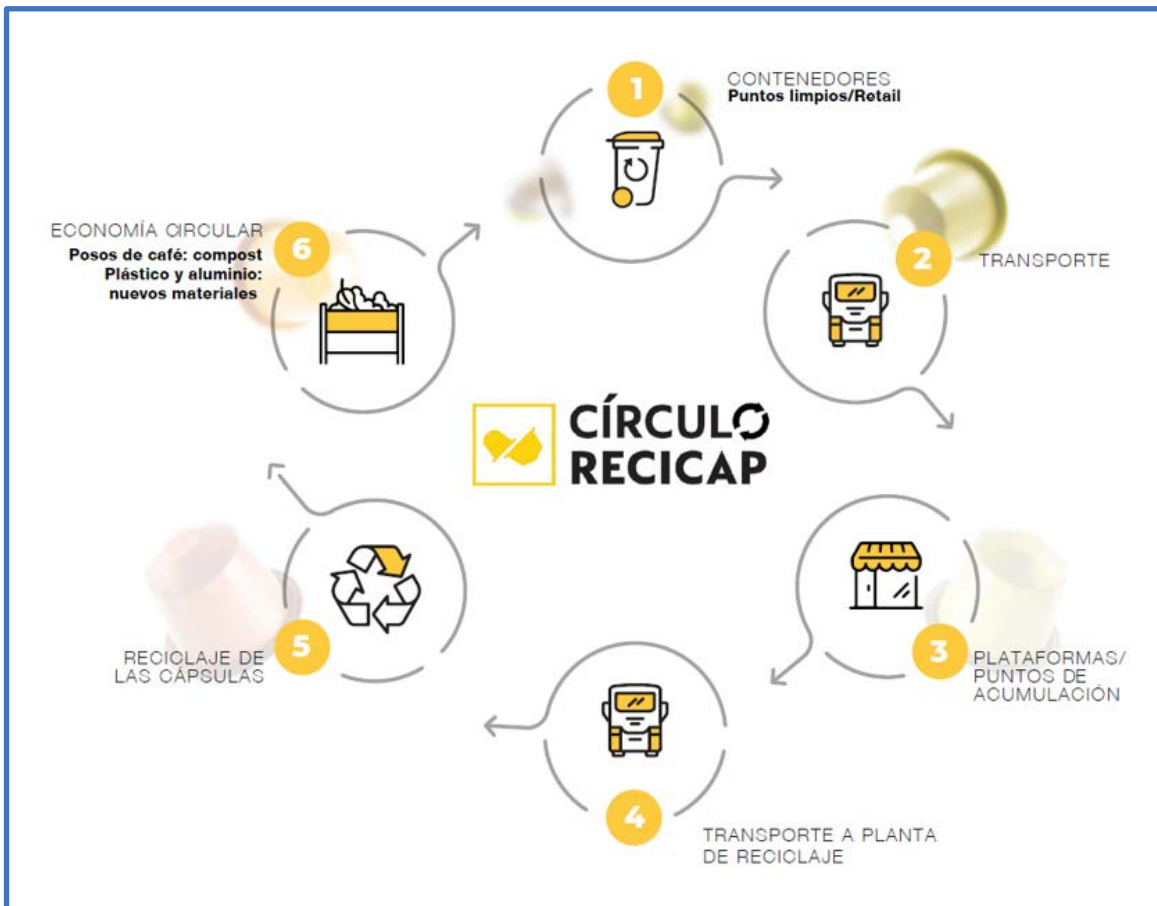 1
CONTENEDORES
Puntos limpios/Retail
2
TRANSPORTE
3
PLATAFORMAS/
PUNTOS DE
ACUMULACIÓN
4
TRANSPORTE A PLANTA
DE RECICLAJE
5
RECICLAJE DE
LAS CÁPSULAS
6
ECONOMÍA CIRCULAR
Posos de café: compost
Plástico y aluminio:
nuevos materiales
CÍRCULO
RECICAP